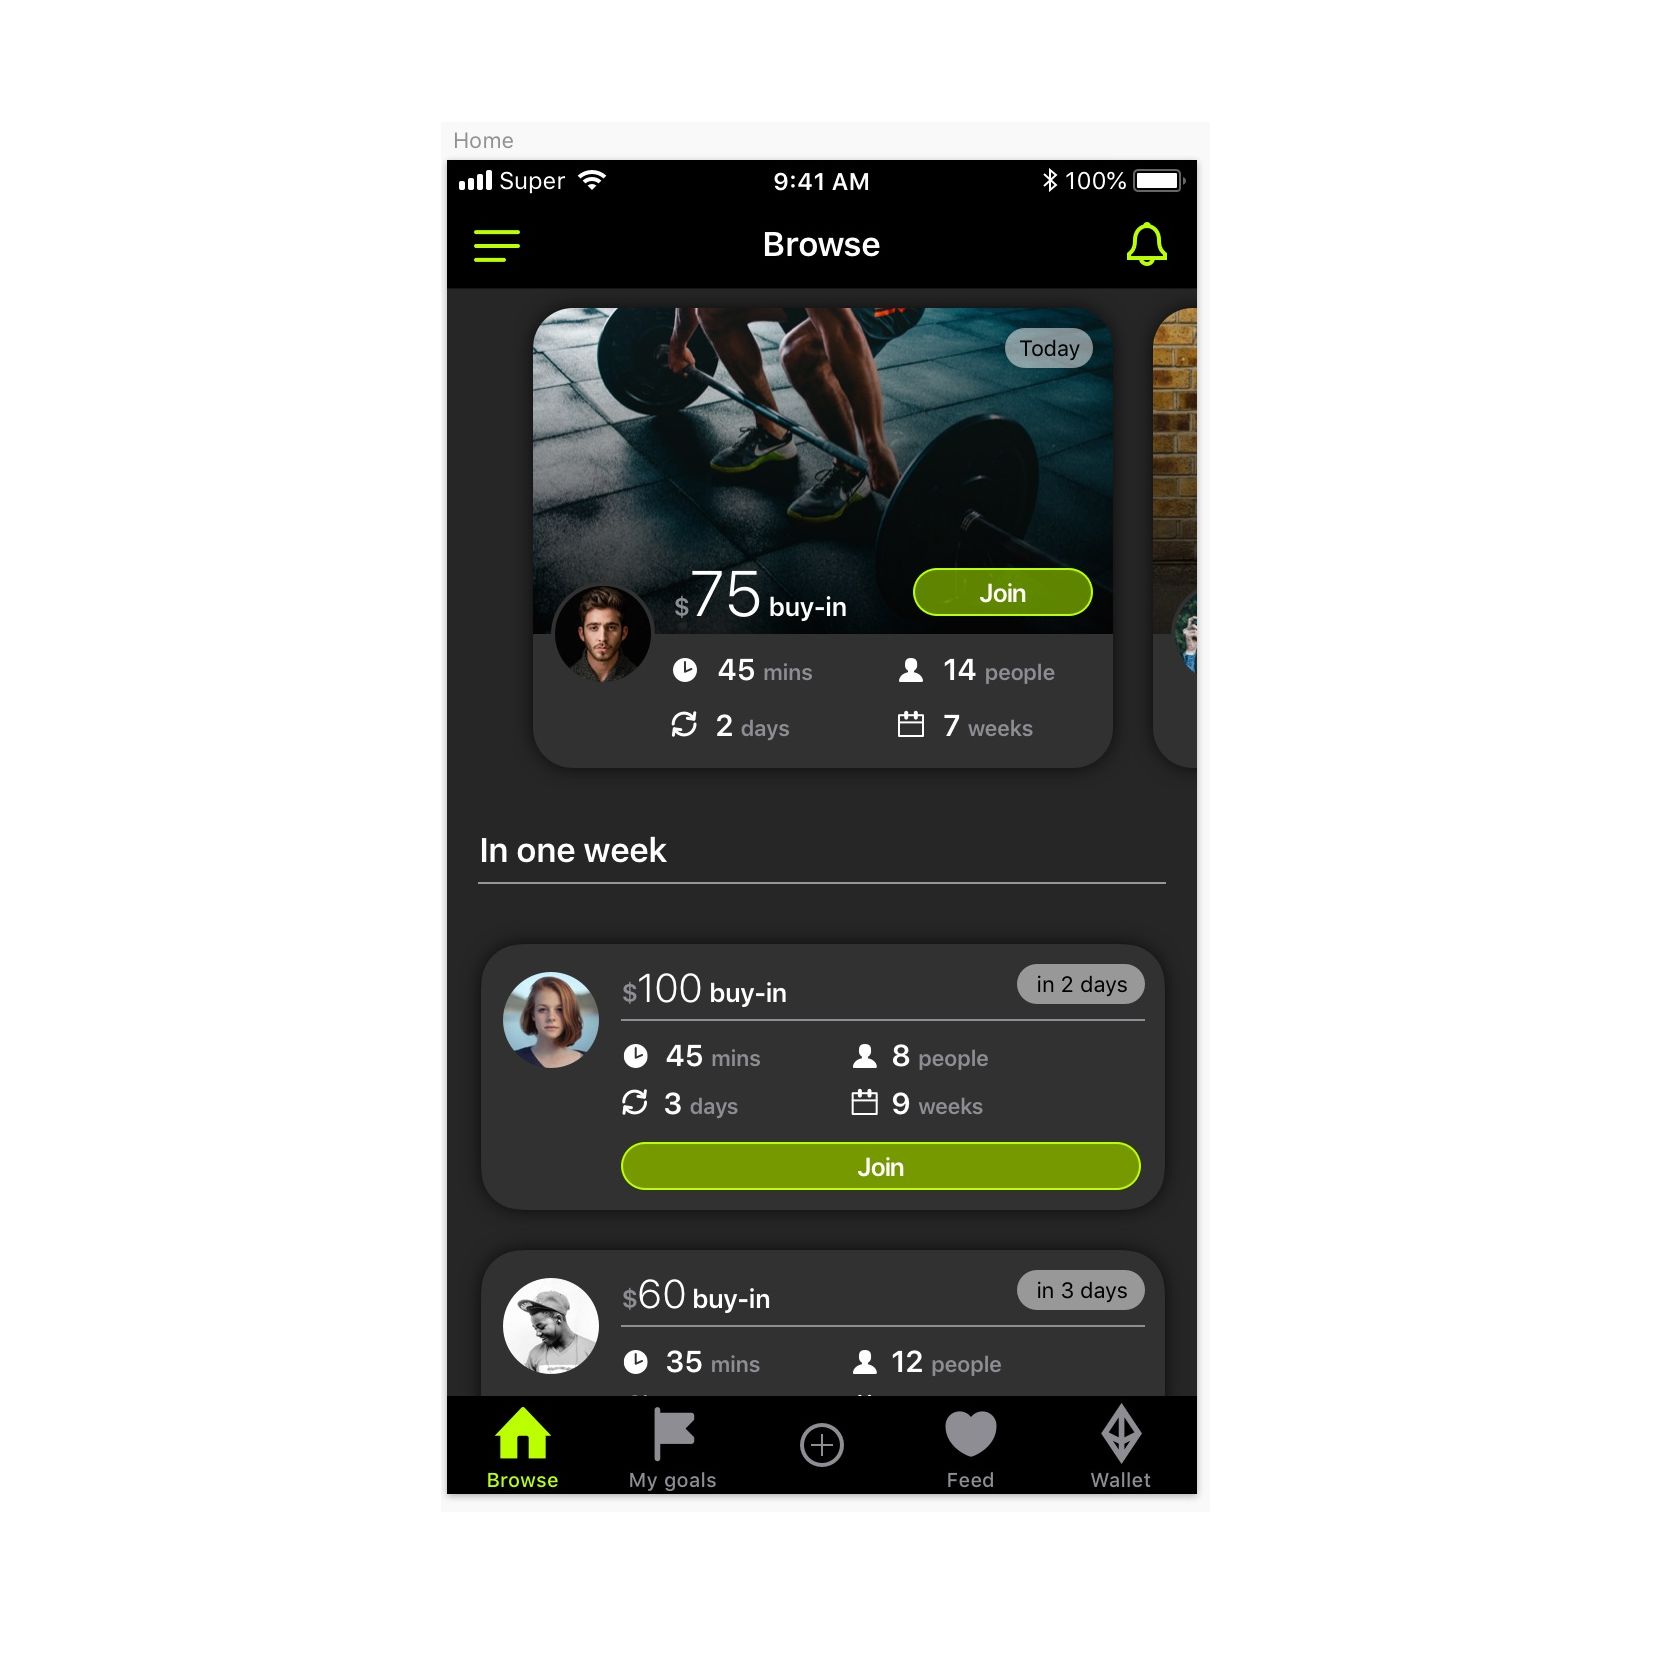 Home
Super 9:41 AM 100%
Browse
Today
$75 buy-in Join
45 mins 14 people
2 days 7 weeks
In one week
$100 buy-in in 2 days
45 mins 8 people
3 days 9 weeks
Join
$60 buy-in in 3 days
35 mins 12 people
Browse My goals Feed Wallet